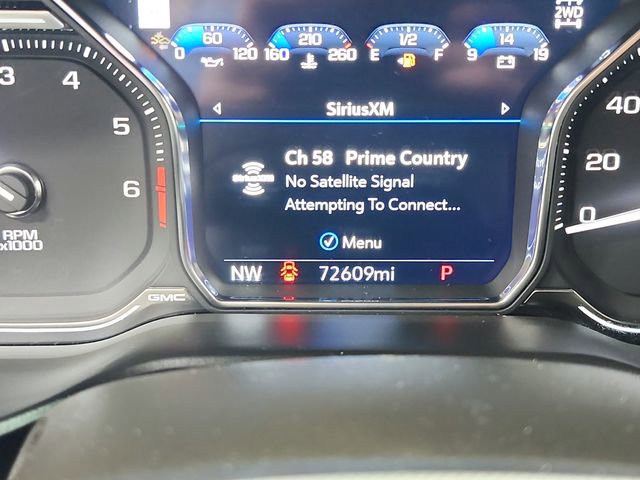 2WD
0 60 120
160 210 260
E 1/2 F
9 14 19
SiriusXM
Ch 58 Prime Country
SiriusXM
No Satellite Signal
Attempting To Connect...
Menu
NW 72609mi P
3
4
5
6
RPM
x1000
GMC
40
20
0